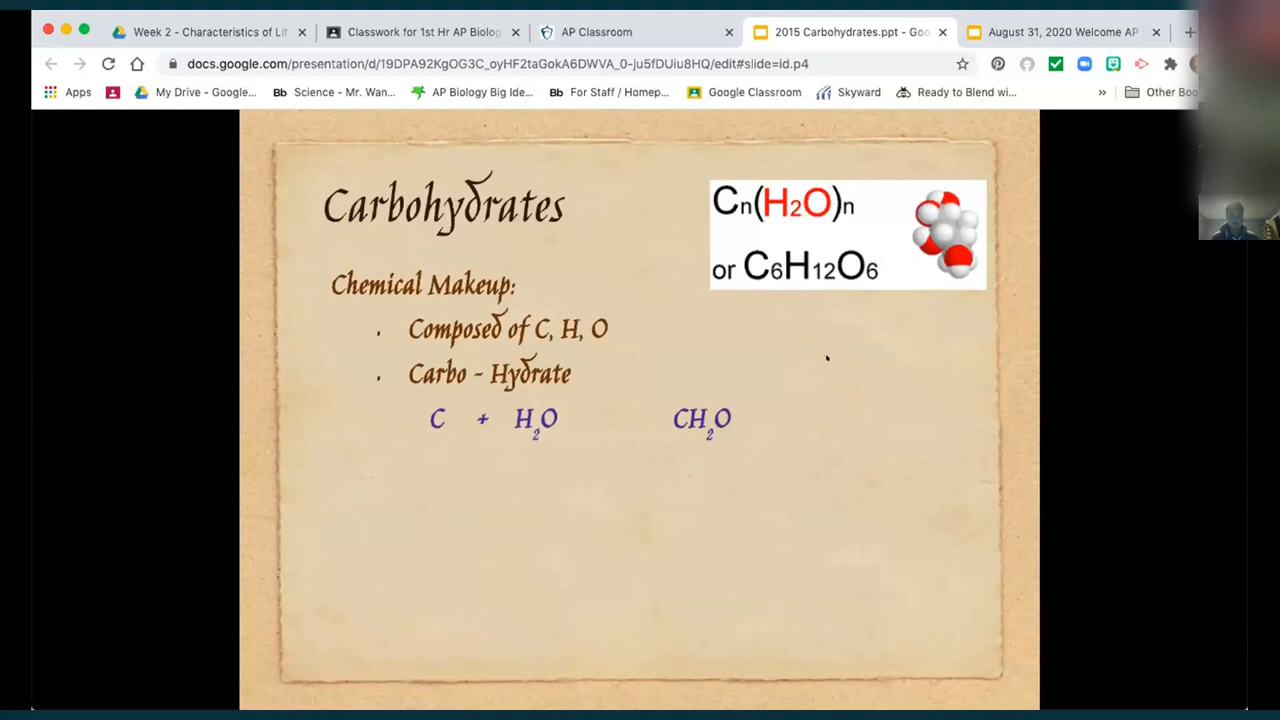 Week 2 - Characteristics of Li
Classwork for 1st Hr AP Biolog
AP Classroom
2015 Carbohydrates.ppt - Goo
August 31, 2020 Welcome AP
docs.google.com/presentation/d/19DPA92KgOG3C_oyHF2taGokA6DWVA_0-ju5fDUiu8HQ/edit#slide=id.p4
Apps
My Drive - Google...
Bb Science - Mr. Wan...
AP Biology Big Ide...
Bb For Staff / Homep...
Google Classroom
Skyward
Ready to Blend wi...
»
Other Boo
Carbohydrates
Cn(H2O)n
or C6H12O6
Chemical Makeup:
· Composed of C, H, O
· Carbo - Hydrate
C + H2O CH2O